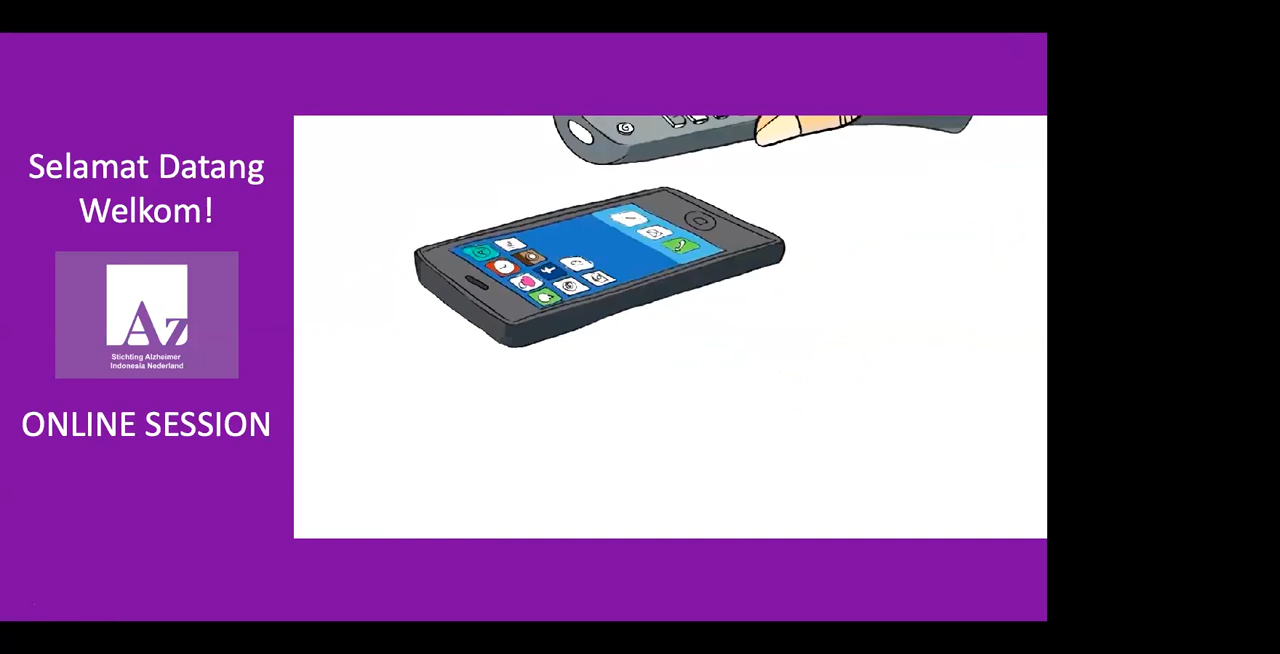 Selamat Datang
Welkom!
Az
Stichting Alzheimer
Indonesia Nederland
ONLINE SESSION